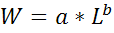 W = a * L^b